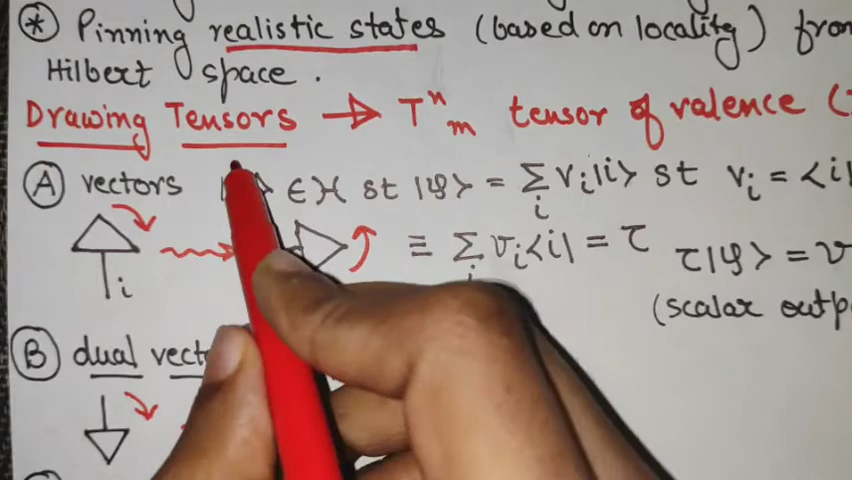 * Pinning realistic states (based on locality) from
Hilbert space.
Drawing Tensors → Tⁿₘ tensor of valence (
A vectors ∈ H st |φ> = Σᵢ vᵢ|i> st vᵢ = <i|
i ≡ Σ vᵢ<i| = τ τ|φ> = v
(scalar outp
B dual vect